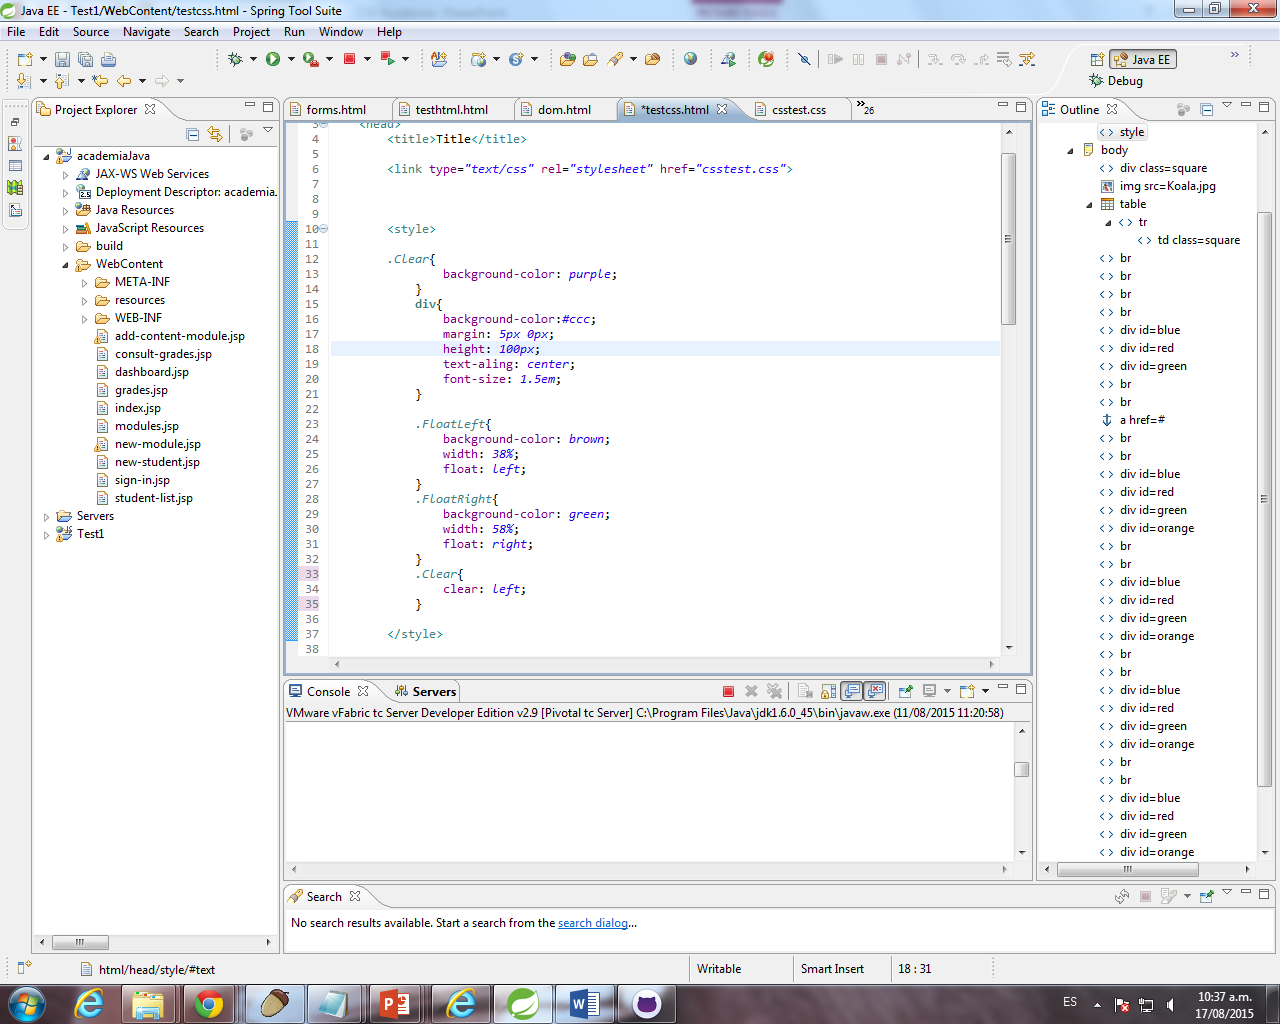 Java EE - Test1/WebContent/testcss.html - Spring Tool Suite
File Edit Source Navigate Search Project Run Window Help
Java EE
Debug
Project Explorer
academiaJava
JAX-WS Web Services
Deployment Descriptor: academia.
Java Resources
JavaScript Resources
build
WebContent
META-INF
resources
WEB-INF
add-content-module.jsp
consult-grades.jsp
dashboard.jsp
grades.jsp
index.jsp
modules.jsp
new-module.jsp
new-student.jsp
sign-in.jsp
student-list.jsp
Servers
Test1
forms.html testhtml.html dom.html *testcss.html csstest.css »26
3 <head>
4 <title>Title</title>
5
6 <link type="text/css" rel="stylesheet" href="csstest.css">
7
8
9
10 <style>
11
12 .Clear{
13 background-color: purple;
14 }
15 div{
16 background-color:#ccc;
17 margin: 5px 0px;
18 height: 100px;
19 text-aling: center;
20 font-size: 1.5em;
21 }
22
23 .FloatLeft{
24 background-color: brown;
25 width: 38%;
26 float: left;
27 }
28 .FloatRight{
29 background-color: green;
30 width: 58%;
31 float: right;
32 }
33 .Clear{
34 clear: left;
35 }
36
37 </style>
38
Console Servers
VMware vFabric tc Server Developer Edition v2.9 [Pivotal tc Server] C:\Program Files\Java\jdk1.6.0_45\bin\javaw.exe (11/08/2015 11:20:58)
Search
No search results available. Start a search from the search dialog...
Outline
style
body
div class=square
img src=Koala.jpg
table
tr
td class=square
br
br
br
br
div id=blue
div id=red
div id=green
br
br
a href=#
br
br
div id=blue
div id=red
div id=green
div id=orange
br
br
div id=blue
div id=red
div id=green
div id=orange
br
br
div id=blue
div id=red
div id=green
div id=orange
br
br
div id=blue
div id=red
div id=green
div id=orange
html/head/style/#text
Writable
Smart Insert
18 : 31
ES
10:37 a.m.
17/08/2015